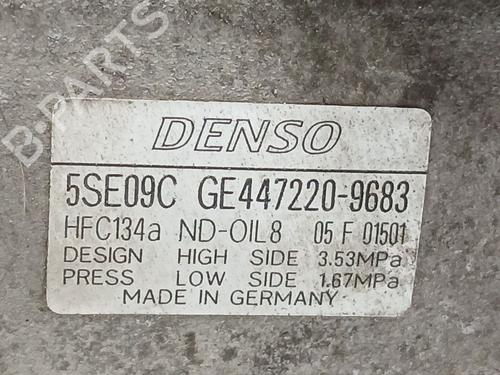 B-PARTS
DENSO
5SE09C GE447220-9683
HFC134a ND-OIL8 05 F 01501
DESIGN HIGH SIDE 3.53MPa
PRESS LOW SIDE 1.67MPa
MADE IN GERMANY